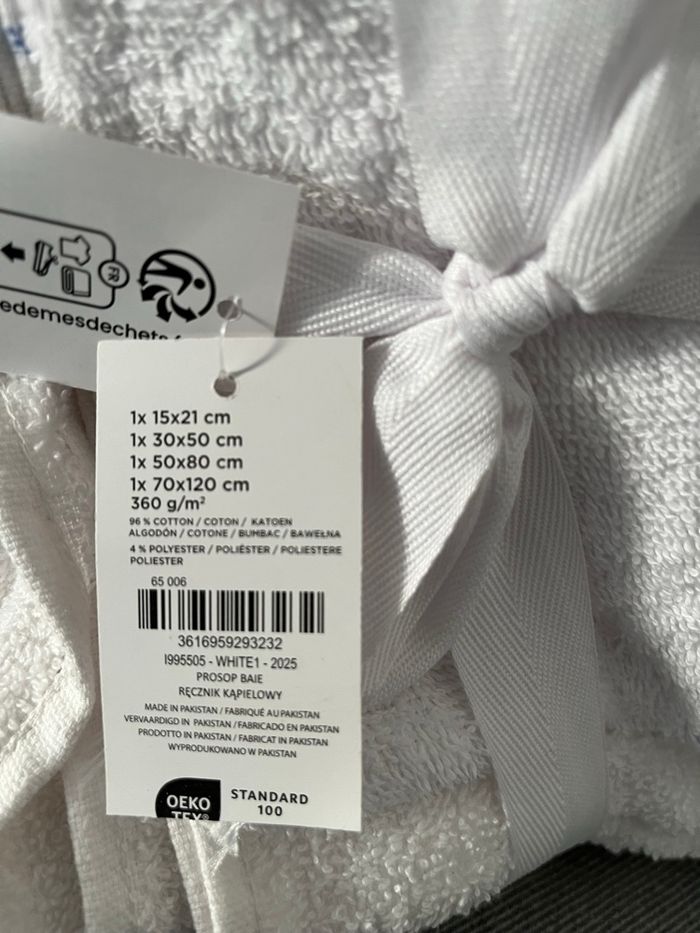 FR
edemesdechets
1x 15x21 cm
1x 30x50 cm
1x 50x80 cm
1x 70x120 cm
360 g/m²
96 % COTTON / COTON / KATOEN
ALGODÓN / COTONE / BUMBAC / BAWEŁNA
4 % POLYESTER / POLIÉSTER / POLIESTERE
POLIESTER
65 006
3616959293232
I995505 - WHITE1 - 2025
PROSOP BAIE
RĘCZNIK KĄPIELOWY
MADE IN PAKISTAN / FABRIQUÉ AU PAKISTAN
VERVAARDIGD IN PAKISTAN / FABRICADO EN PAKISTAN
PRODOTTO IN PAKISTAN / FABRICAT IN PAKISTAN
WYPRODUKOWANO W PAKISTAN
OEKO
TEX®
STANDARD
100